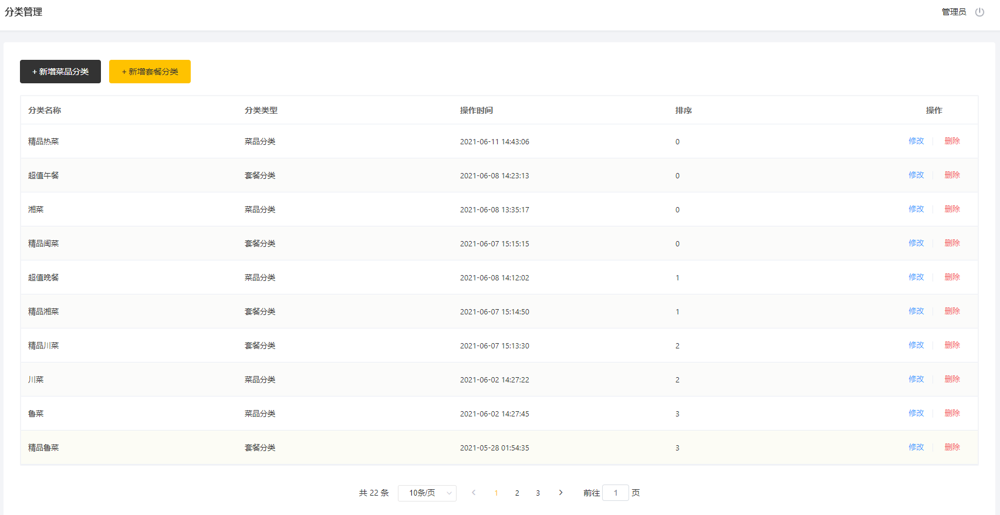 分类管理 管理员
+ 新增菜品分类 + 新增套餐分类
分类名称 分类类型 操作时间 排序 操作
精品热菜 菜品分类 2021-06-11 14:43:06 0 修改 删除
超值午餐 套餐分类 2021-06-08 14:23:13 0 修改 删除
湘菜 菜品分类 2021-06-08 13:35:17 0 修改 删除
精品闽菜 套餐分类 2021-06-07 15:15:15 0 修改 删除
超值晚餐 菜品分类 2021-06-08 14:12:02 1 修改 删除
精品湘菜 套餐分类 2021-06-07 15:14:50 1 修改 删除
精品川菜 套餐分类 2021-06-07 15:13:30 2 修改 删除
川菜 菜品分类 2021-06-02 14:27:22 2 修改 删除
鲁菜 菜品分类 2021-06-02 14:27:45 3 修改 删除
精品鲁菜 套餐分类 2021-05-28 01:54:35 3 修改 删除
共 22 条 10条/页 1 2 3 前往 1 页